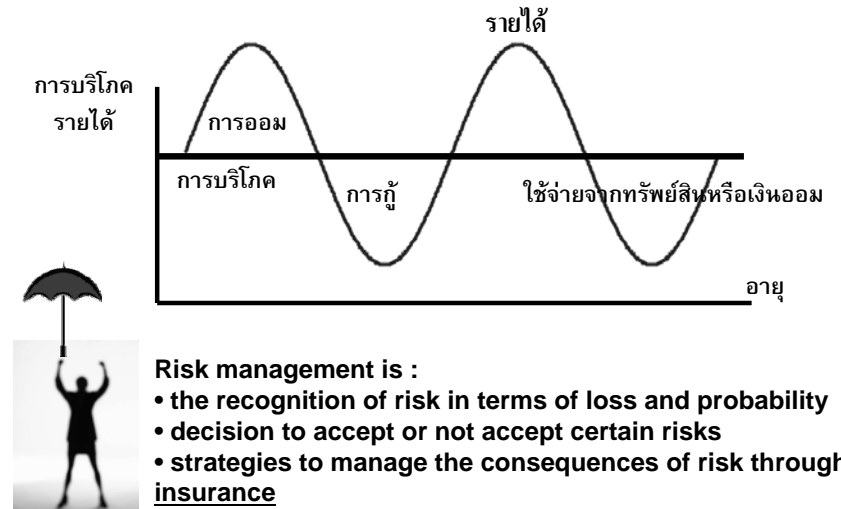 รายได้
การบริโภค
รายได้
การออม
การบริโภค
การกู้
ใช้จ่ายจากทรัพย์สินหรือเงินออม
อายุ
Risk management is :
• the recognition of risk in terms of loss and probability
• decision to accept or not accept certain risks
• strategies to manage the consequences of risk through
insurance